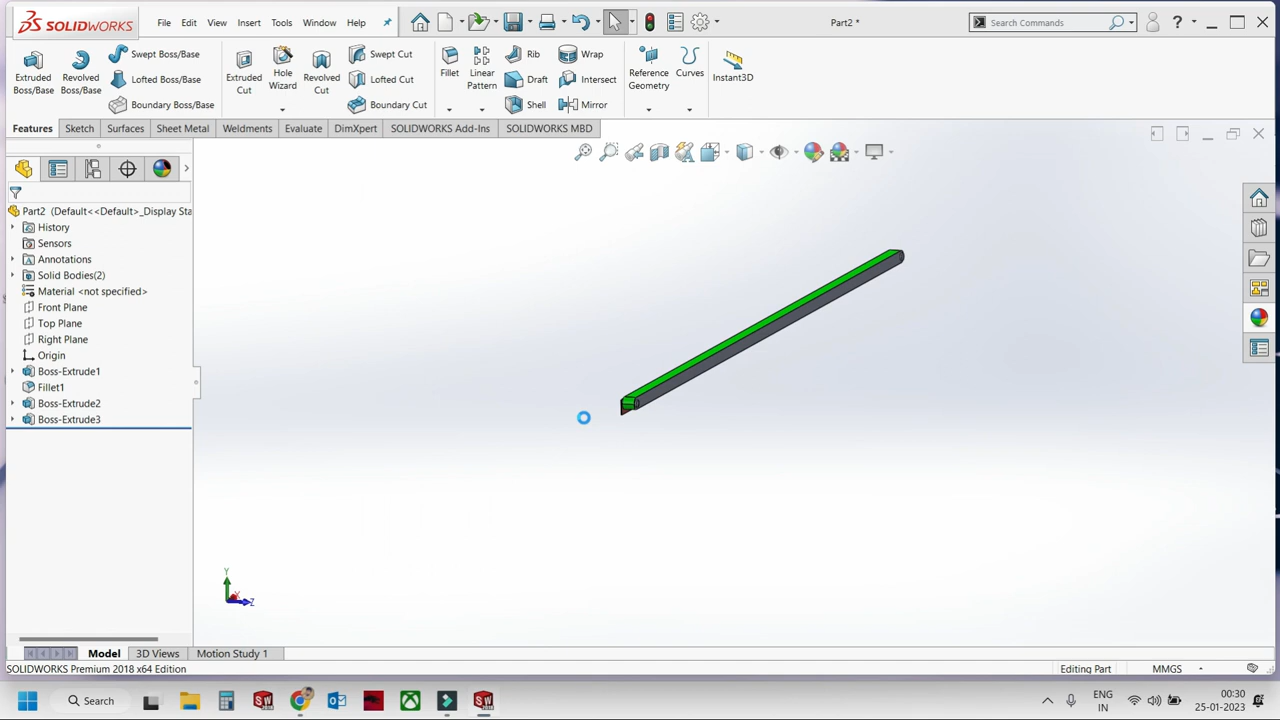 SOLIDWORKS
File
Edit
View
Insert
Tools
Window
Help
Part2 *
Search Commands
?
Extruded Boss/Base
Revolved Boss/Base
Swept Boss/Base
Lofted Boss/Base
Boundary Boss/Base
Extruded Cut
Hole Wizard
Revolved Cut
Swept Cut
Lofted Cut
Boundary Cut
Fillet
Linear Pattern
Rib
Draft
Shell
Wrap
Intersect
Mirror
Reference Geometry
Curves
Instant3D
Features
Sketch
Surfaces
Sheet Metal
Weldments
Evaluate
DimXpert
SOLIDWORKS Add-Ins
SOLIDWORKS MBD
Part2 (Default<<Default>_Display Sta
History
Sensors
Annotations
Solid Bodies(2)
Material <not specified>
Front Plane
Top Plane
Right Plane
Origin
Boss-Extrude1
Fillet1
Boss-Extrude2
Boss-Extrude3
Y
X
Z
Model
3D Views
Motion Study 1
SOLIDWORKS Premium 2018 x64 Edition
Editing Part
MMGS
Search
ENG
IN
00:30
25-01-2023